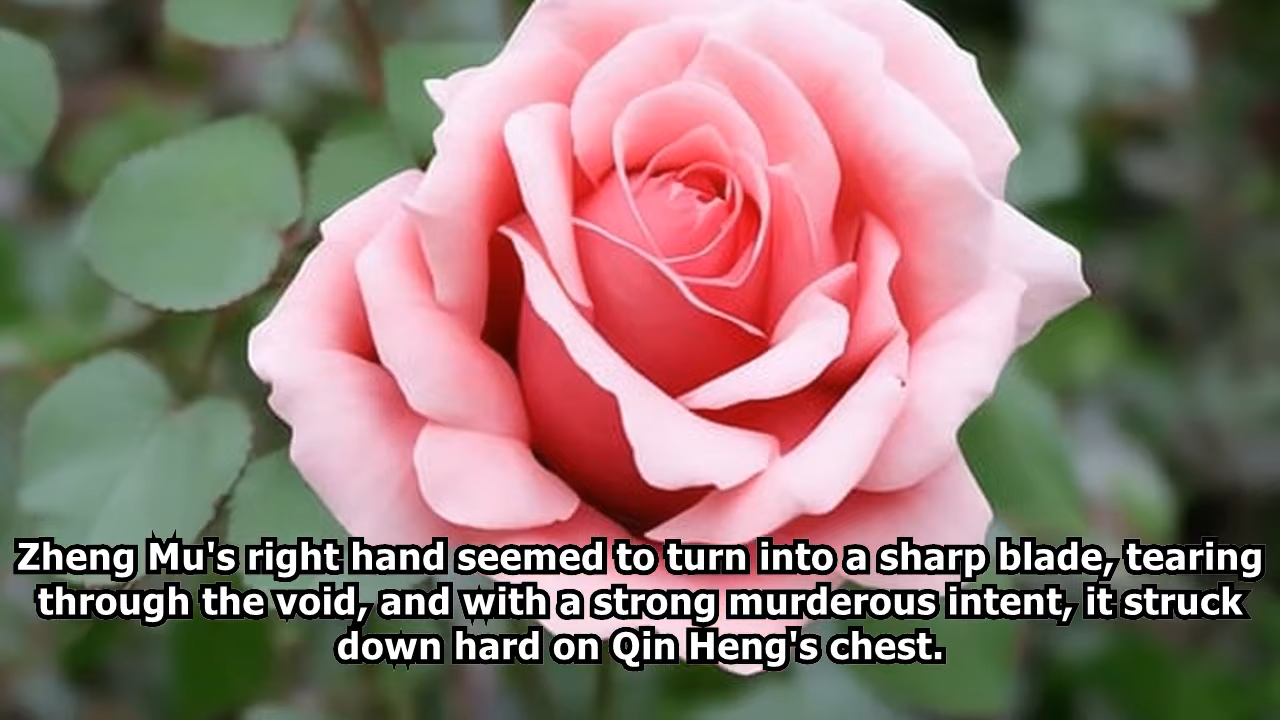 Zheng Mu's right hand seemed to turn into a sharp blade, tearing
through the void, and with a strong murderous intent, it struck
down hard on Qin Heng's chest.